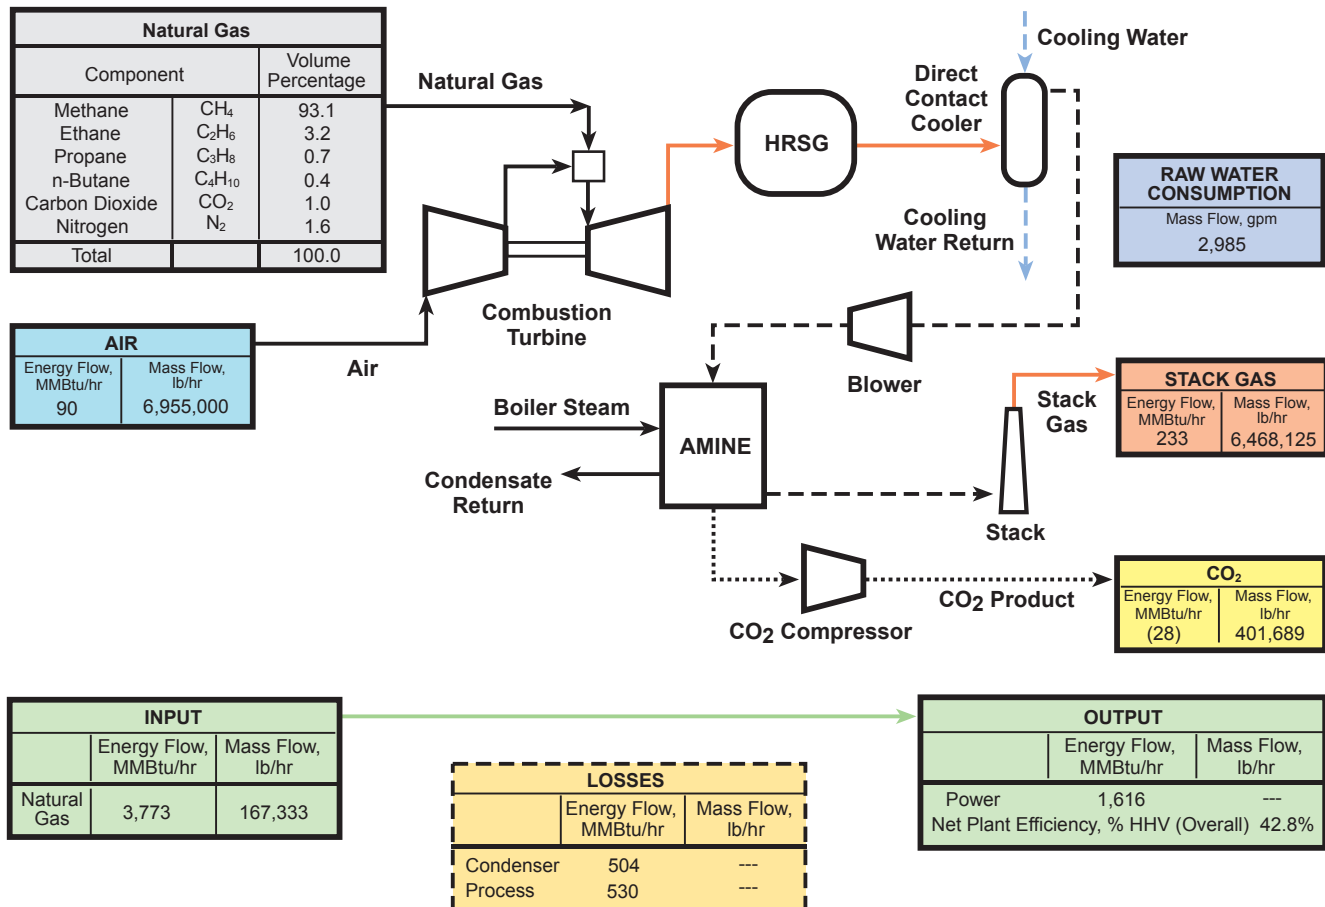 Natural Gas
Component
Volume
Percentage
Methane CH₄ 93.1
Ethane C₂H₆ 3.2
Propane C₃H₈ 0.7
n-Butane C₄H₁₀ 0.4
Carbon Dioxide CO₂ 1.0
Nitrogen N₂ 1.6
Total 100.0
Natural Gas
Combustion
Turbine
HRSG
Direct
Contact
Cooler
Cooling Water
Cooling
Water Return
RAW WATER
CONSUMPTION
Mass Flow, gpm
2,985
AIR
Energy Flow,
MMBtu/hr
Mass Flow,
lb/hr
90 6,955,000
Air
Blower
Boiler Steam
AMINE
Condensate
Return
Stack
Stack
Gas
STACK GAS
Energy Flow,
MMBtu/hr
Mass Flow,
lb/hr
233 6,468,125
CO₂ Compressor
CO₂ Product
CO₂
Energy Flow,
MMBtu/hr
Mass Flow,
lb/hr
(28) 401,689
INPUT
Energy Flow,
MMBtu/hr
Mass Flow,
lb/hr
Natural
Gas
3,773 167,333
LOSSES
Energy Flow,
MMBtu/hr
Mass Flow,
lb/hr
Condenser 504 ---
Process 530 ---
OUTPUT
Energy Flow,
MMBtu/hr
Mass Flow,
lb/hr
Power 1,616 ---
Net Plant Efficiency, % HHV (Overall) 42.8%